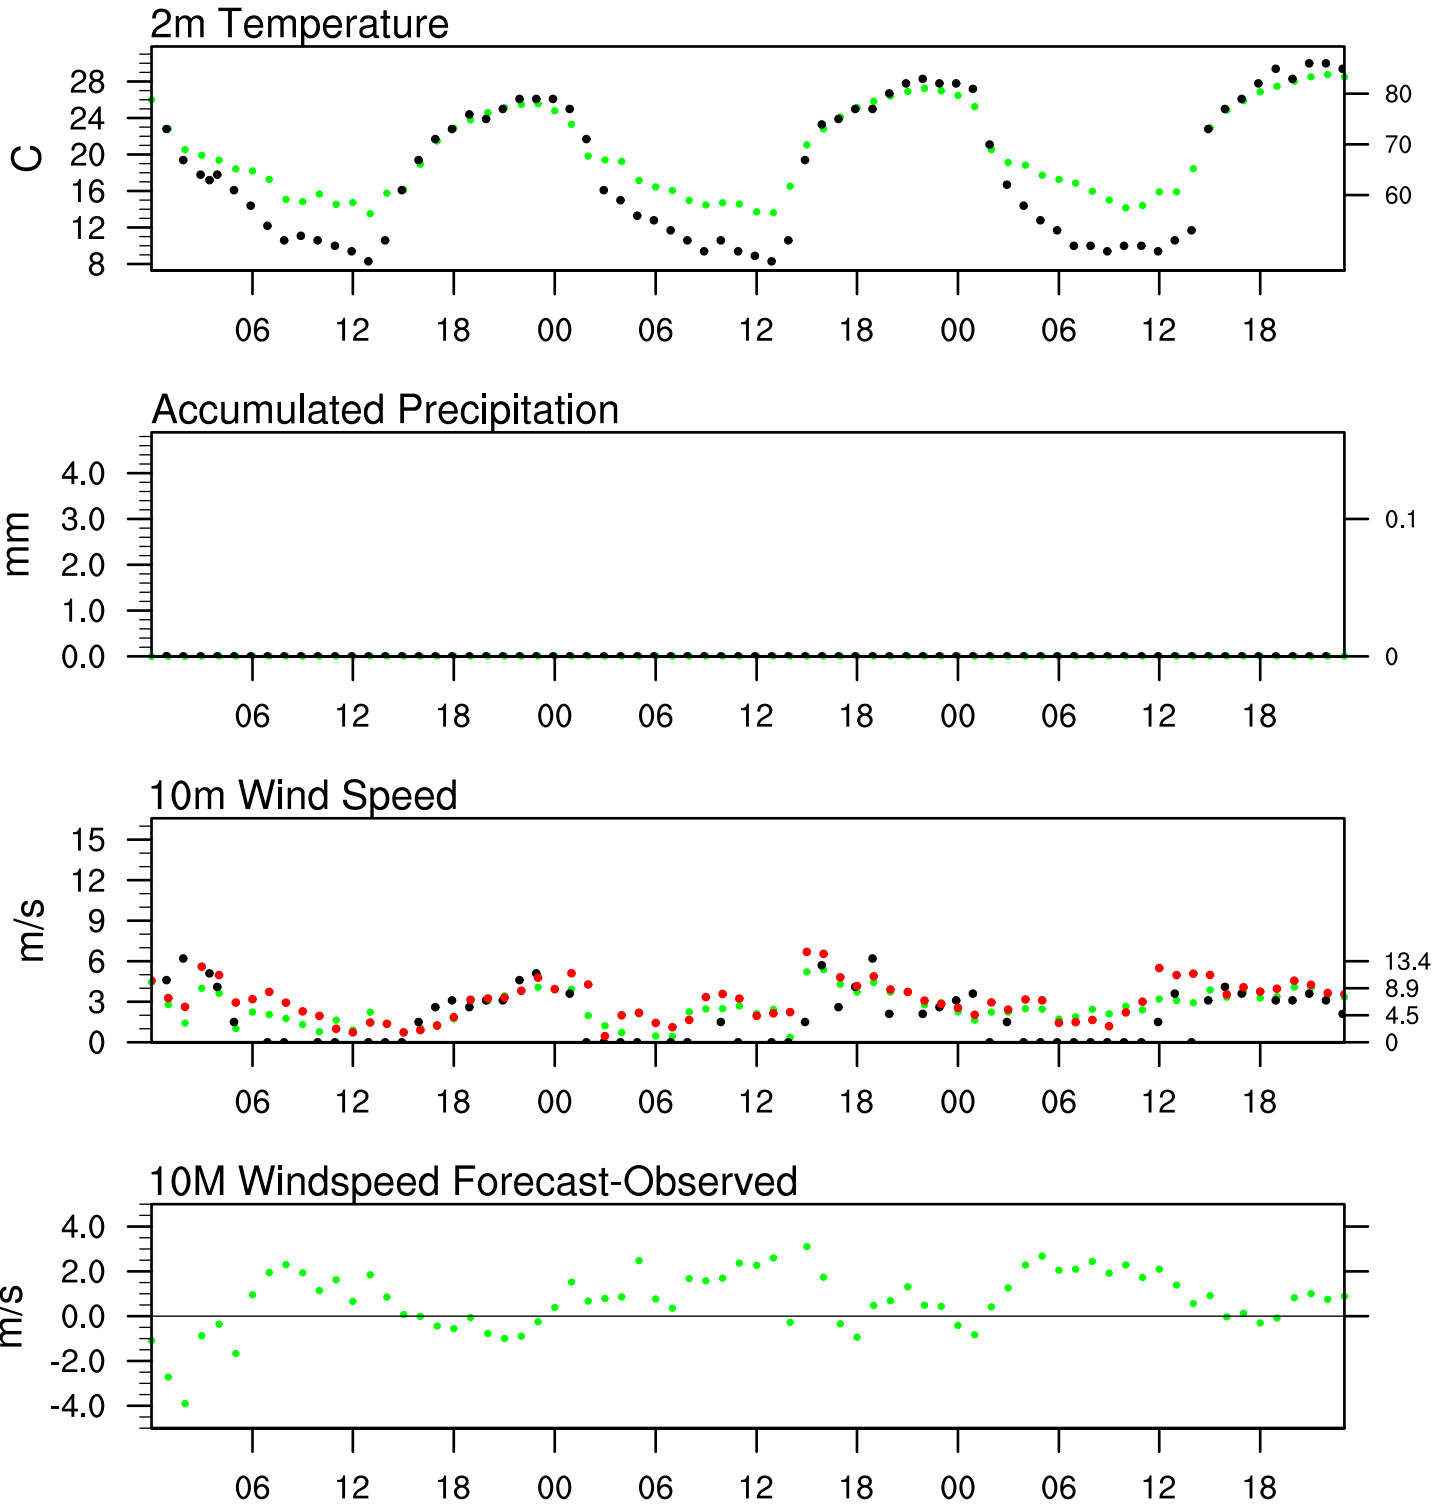 2m Temperature
C
28
24
20
16
12
8
80
70
60
06 12 18 00 06 12 18 00 06 12 18
Accumulated Precipitation
mm
4.0
3.0
2.0
1.0
0.0
0.1
0
06 12 18 00 06 12 18 00 06 12 18
10m Wind Speed
m/s
15
12
9
6
3
0
13.4
8.9
4.5
0
06 12 18 00 06 12 18 00 06 12 18
10M Windspeed Forecast-Observed
m/s
4.0
2.0
0.0
-2.0
-4.0
06 12 18 00 06 12 18 00 06 12 18